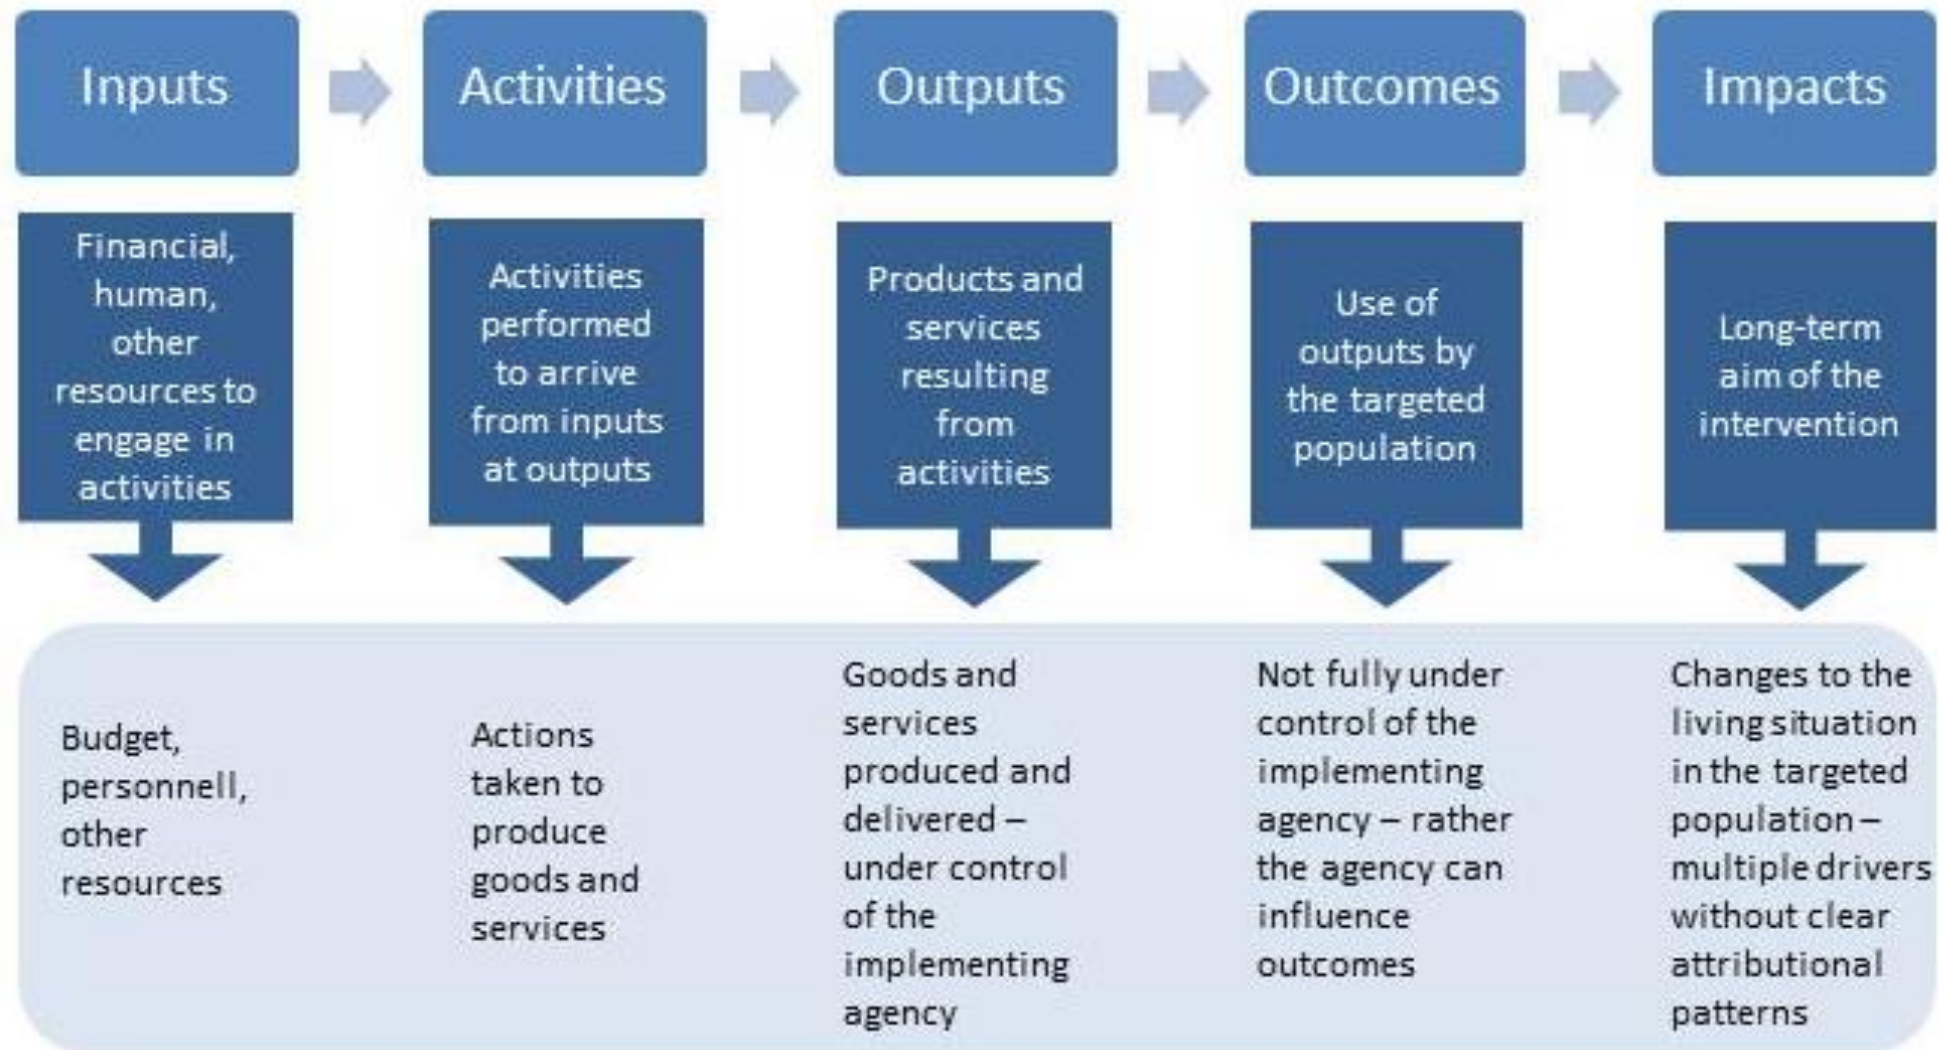 Inputs
Activities
Outputs
Outcomes
Impacts
Financial,
human,
other
resources to
engage in
activities
Activities
performed
to arrive
from inputs
at outputs
Products and
services
resulting
from
activities
Use of
outputs by
the targeted
population
Long-term
aim of the
intervention
Budget,
personnell,
other
resources
Actions
taken to
produce
goods and
services
Goods and
services
produced and
delivered –
under control
of the
implementing
agency
Not fully under
control of the
implementing
agency – rather
the agency can
influence
outcomes
Changes to the
living situation
in the targeted
population –
multiple drivers
without clear
attributional
patterns